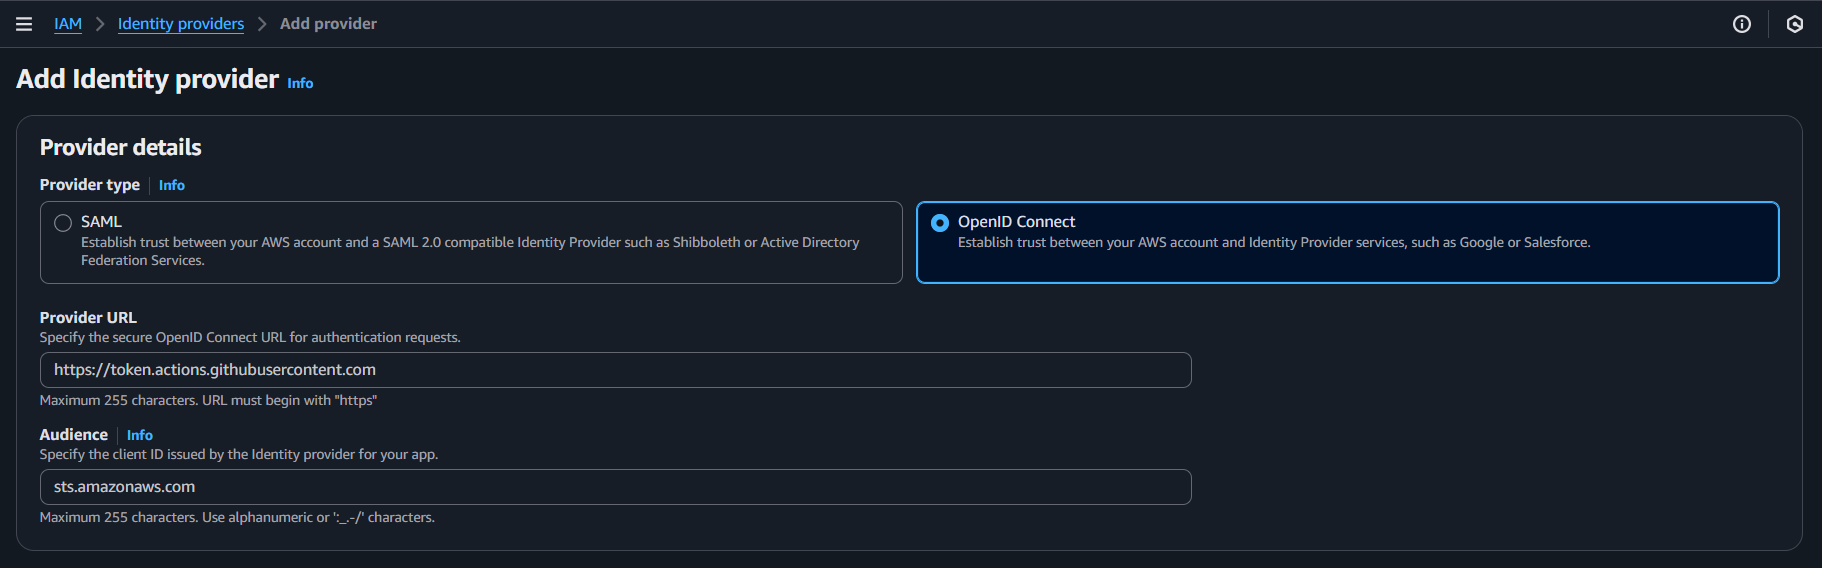 IAM > Identity providers > Add provider
Add Identity provider Info
Provider details
Provider type Info
SAML
Establish trust between your AWS account and a SAML 2.0 compatible Identity Provider such as Shibboleth or Active Directory
Federation Services.
OpenID Connect
Establish trust between your AWS account and Identity Provider services, such as Google or Salesforce.
Provider URL
Specify the secure OpenID Connect URL for authentication requests.
https://token.actions.githubusercontent.com
Maximum 255 characters. URL must begin with "https"
Audience Info
Specify the client ID issued by the Identity provider for your app.
sts.amazonaws.com
Maximum 255 characters. Use alphanumeric or ':_.-/' characters.